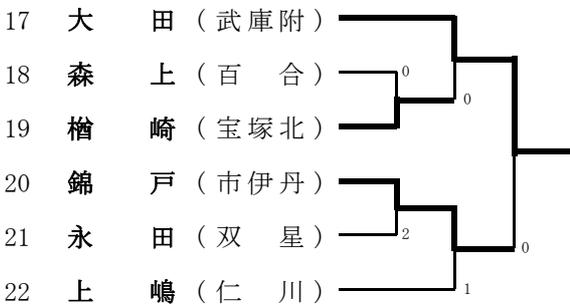 17 大 田 (武庫附)
18 森 上 (百 合) 0
0
19 楢 崎 (宝塚北)
20 錦 戸 (市伊丹)
21 永 田 (双 星) 2
0
22 上 嶋 (仁 川) 1